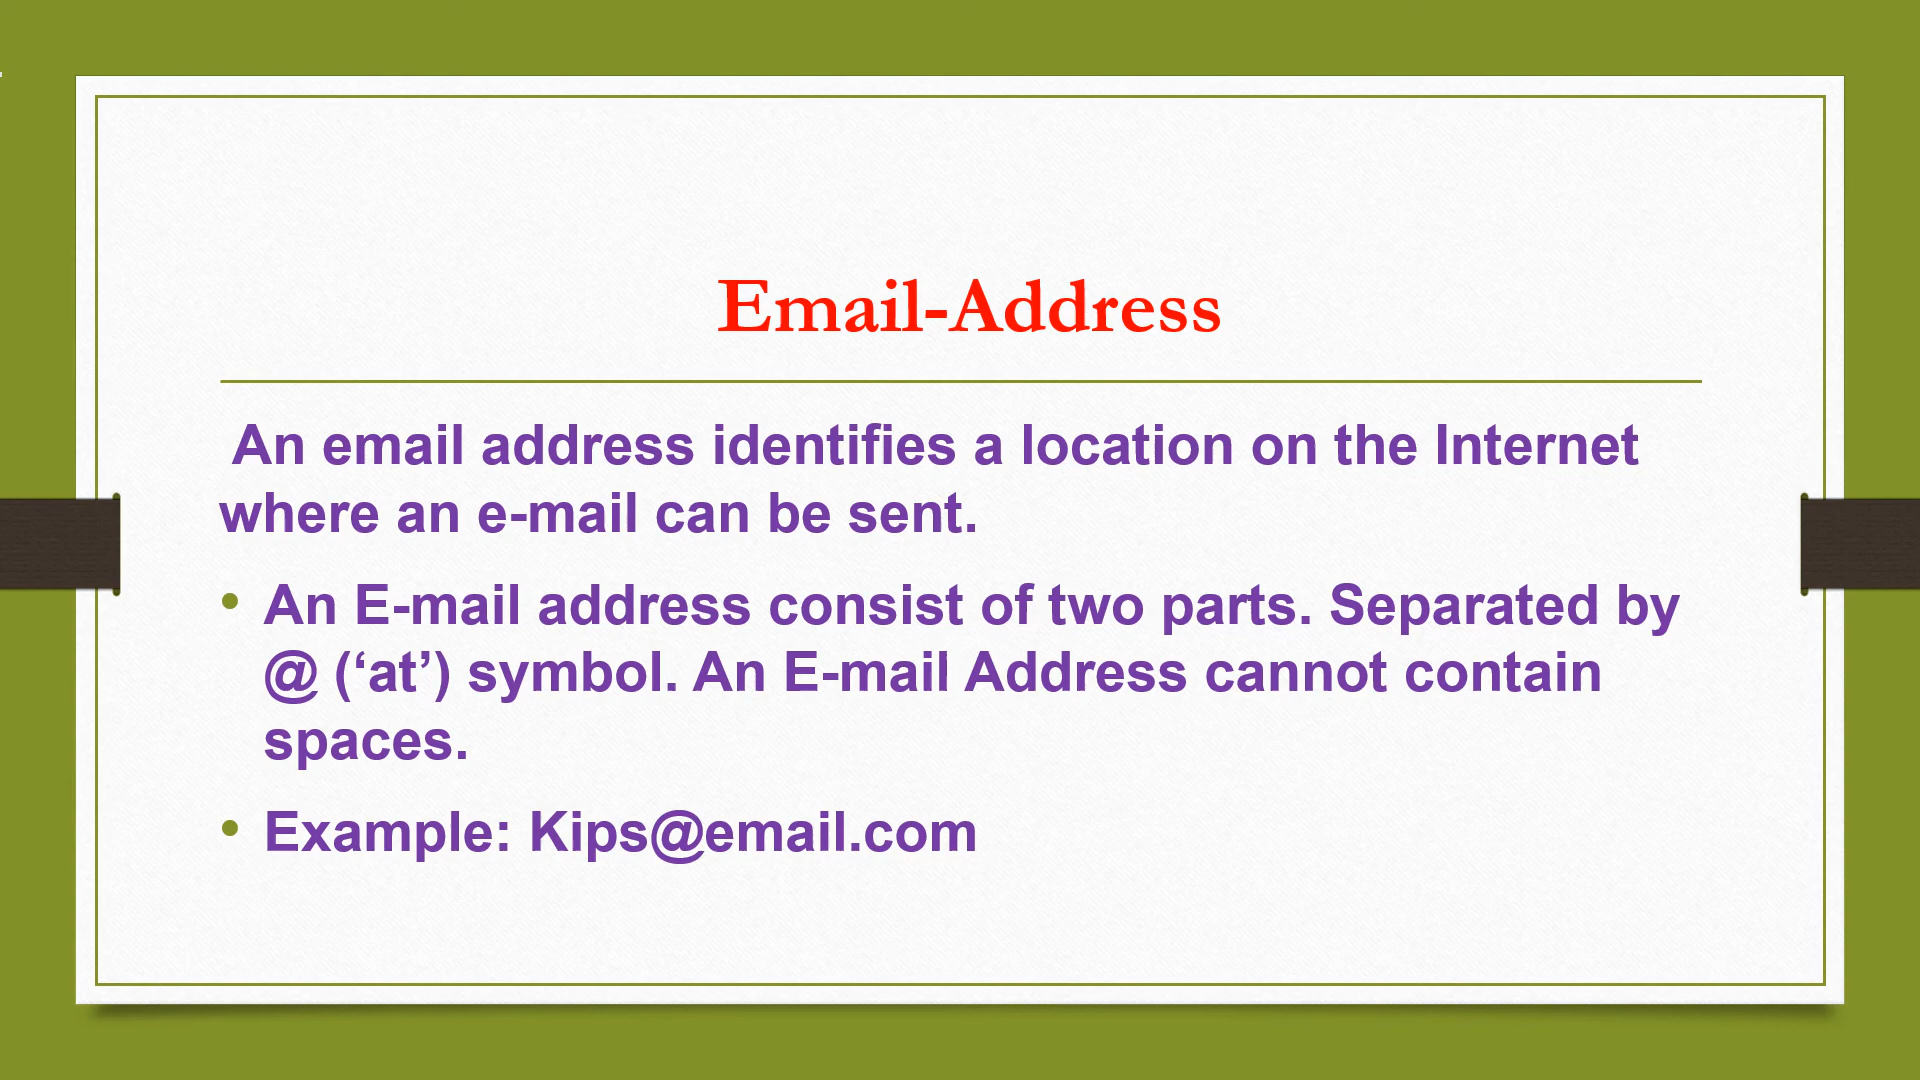 Email-Address
An email address identifies a location on the Internet
where an e-mail can be sent.
• An E-mail address consist of two parts. Separated by
@ (‘at’) symbol. An E-mail Address cannot contain
spaces.
• Example: Kips@email.com